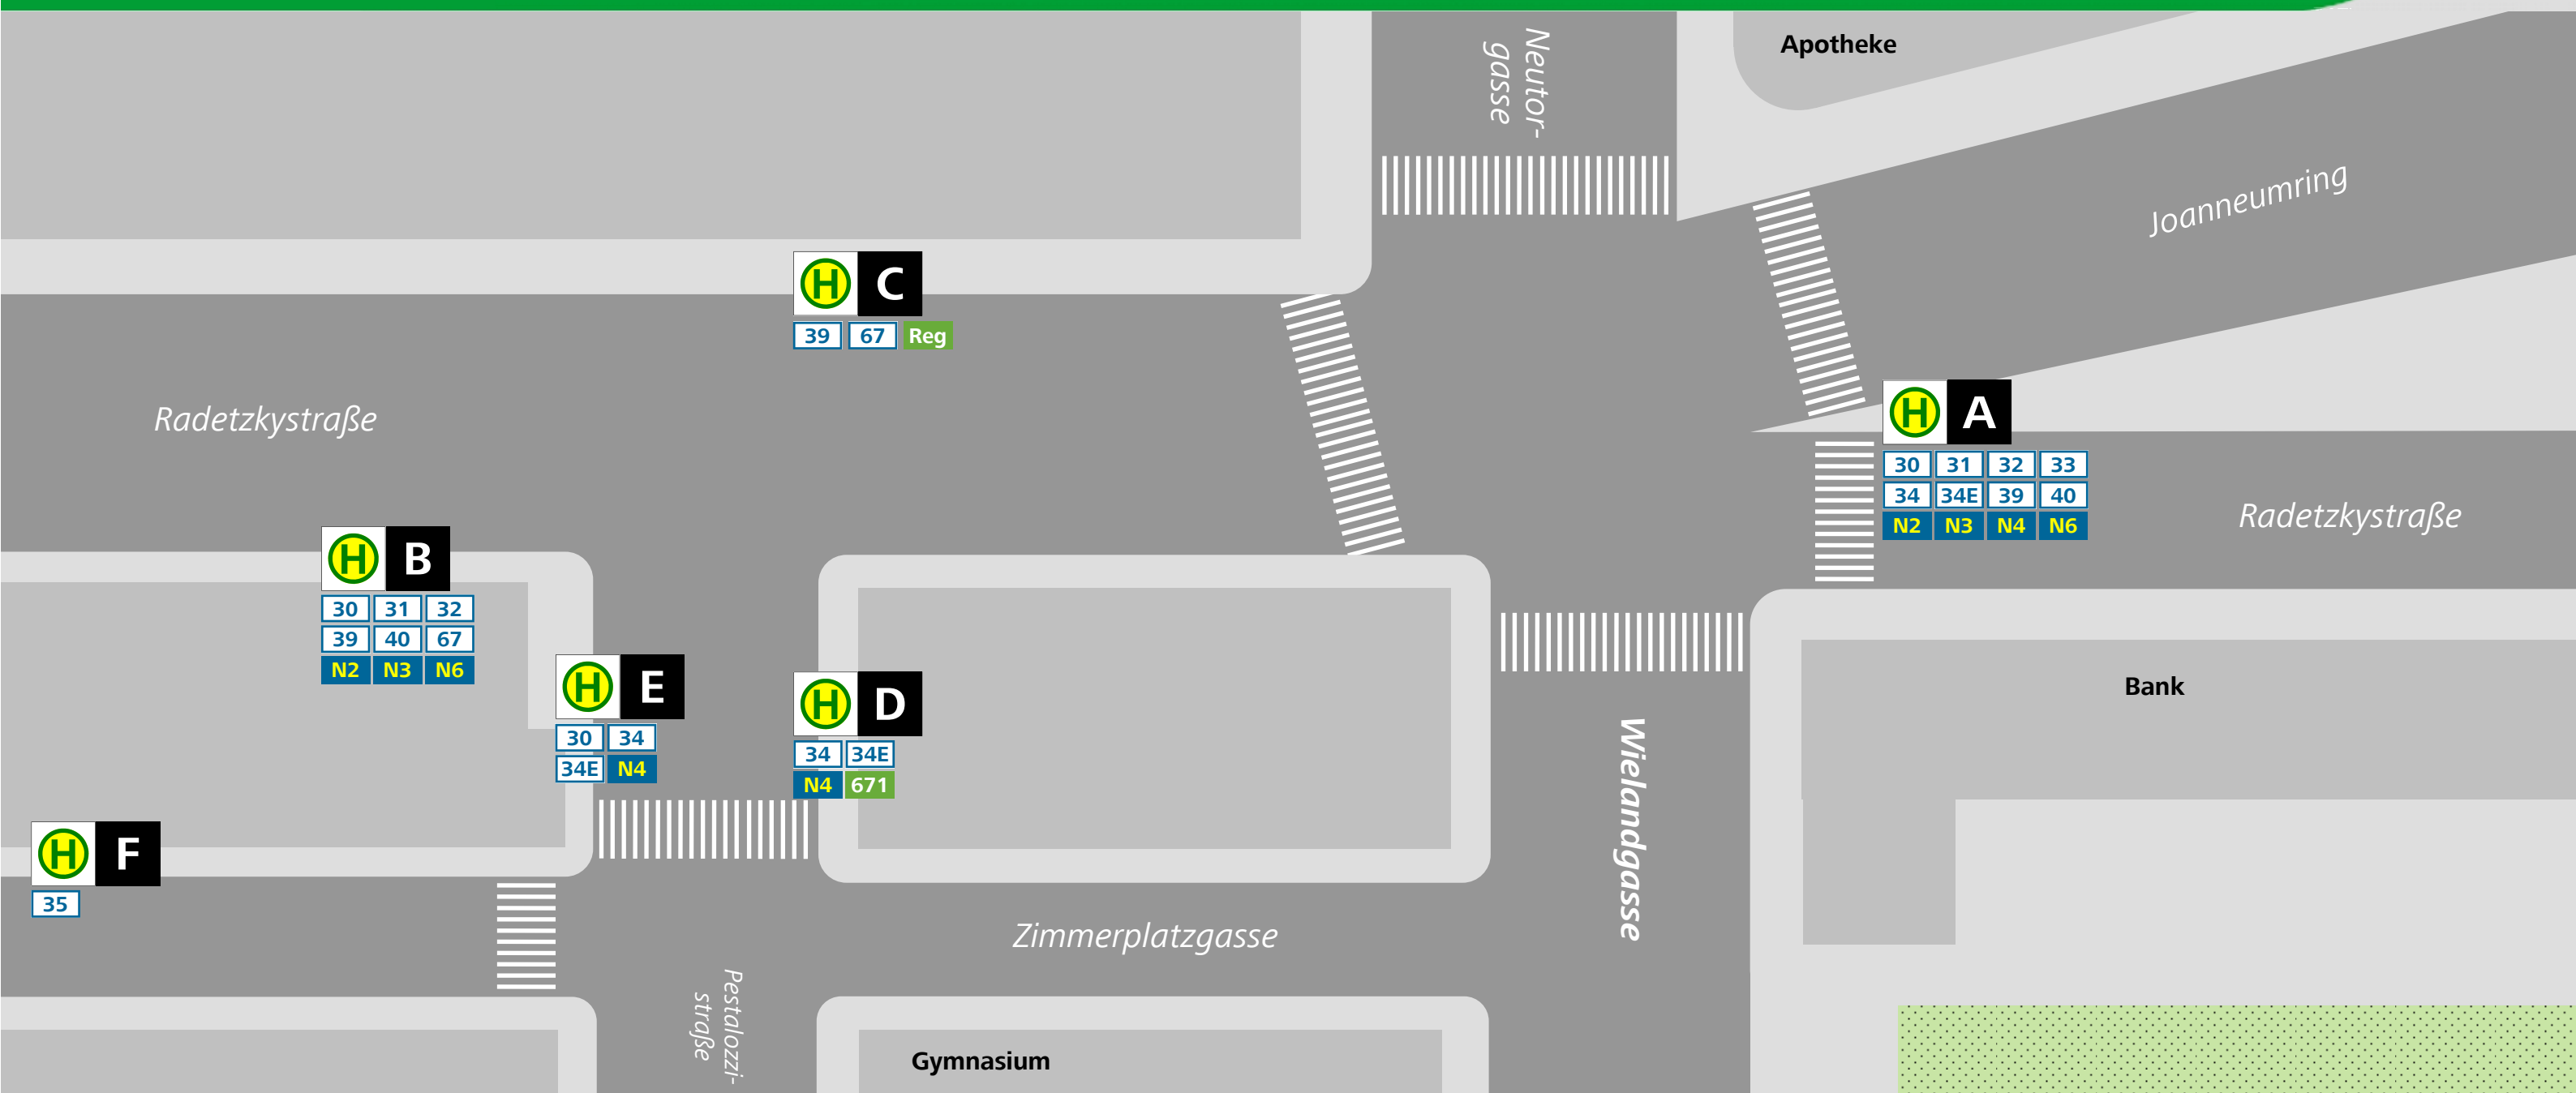 Neutor-
gasse
Apotheke
Joanneumring
H C
39 67 Reg
Radetzkystraße
H A
30 31 32 33
34 34E 39 40
N2 N3 N4 N6
Radetzkystraße
H B
30 31 32
39 40 67
N2 N3 N6
H E
30 34
34E N4
H D
34 34E
N4 671
Bank
Wielandgasse
H F
35
Zimmerplatzgasse
Pestalozzi-
straße
Gymnasium